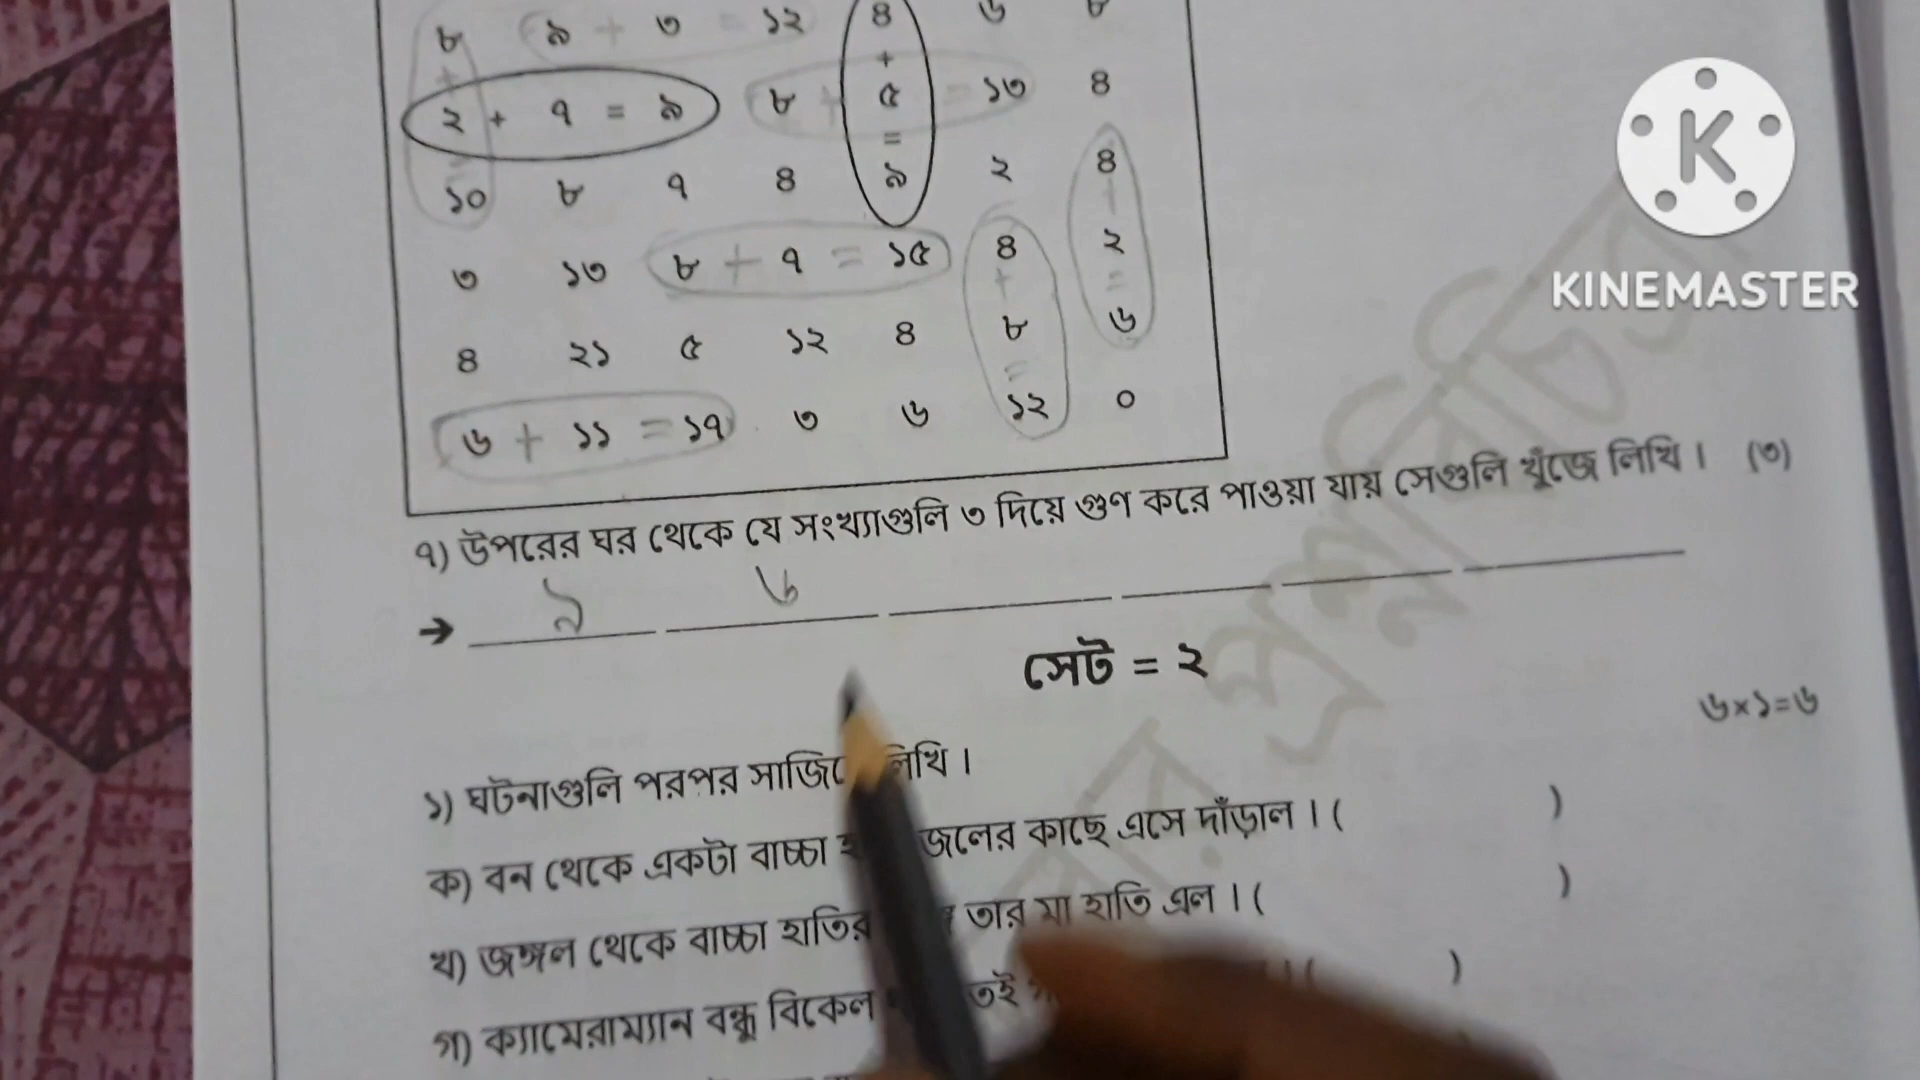 ৮ ৯ + ৩ = ১২ ৪ ৬ ৮
+ +
২ + ৭ = ৯ ৮ + ৫ = ১৩ ৪
= =
১০ ৮ ৭ ৪ ৯ ২ ৪
+
৩ ১৩ ৮ + ৭ = ১৫ ৪ ২
+ =
৪ ২১ ৫ ১২ ৪ ৮ ৬
=
৬ + ১১ = ১৭ ৩ ৬ ১২ ০
৭) উপরের ঘর থেকে যে সংখ্যাগুলি ৩ দিয়ে গুণ করে পাওয়া যায় সেগুলি খুঁজে লিখি। (৩)
→ ৯ ৬
সেট = ২
৬×১=৬
১) ঘটনাগুলি পরপর লিখি।
ক) বন থেকে একটা বাচ্চা জলের কাছে এসে দাঁড়াল। ( )
খ) জঙ্গল থেকে বাচ্চা হাতির তার মা হাতি এল। ( )
গ) ক্যামেরাম্যান বন্ধু বিকেল ( )
K
KINEMASTER